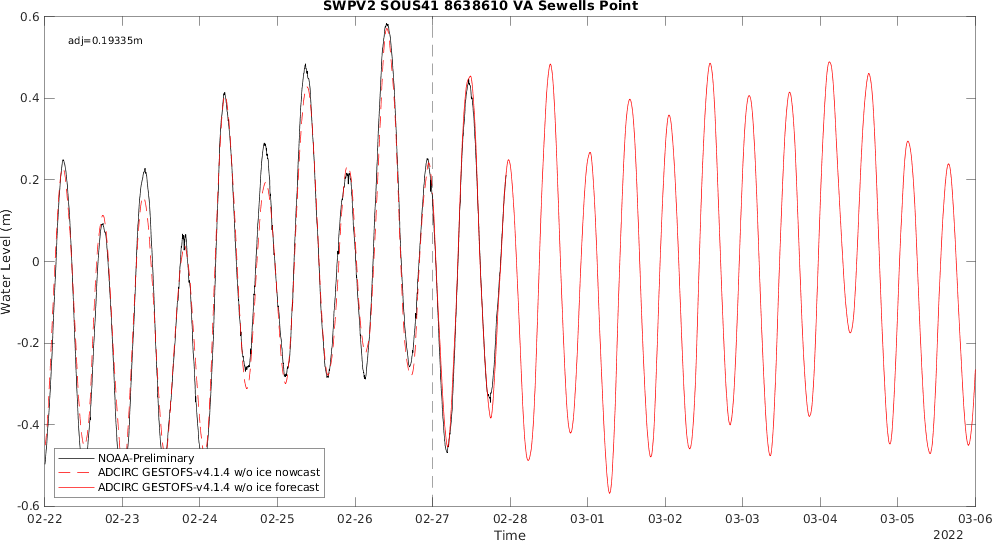 SWPV2 SOUS41 8638610 VA Sewells Point
adj=0.19335m
0.6
0.4
0.2
0
-0.2
-0.4
-0.6
Water Level (m)
NOAA-Preliminary
ADCIRC GESTOFS-v4.1.4 w/o ice nowcast
ADCIRC GESTOFS-v4.1.4 w/o ice forecast
02-22 02-23 02-24 02-25 02-26 02-27 02-28 03-01 03-02 03-03 03-04 03-05 03-06
Time
2022